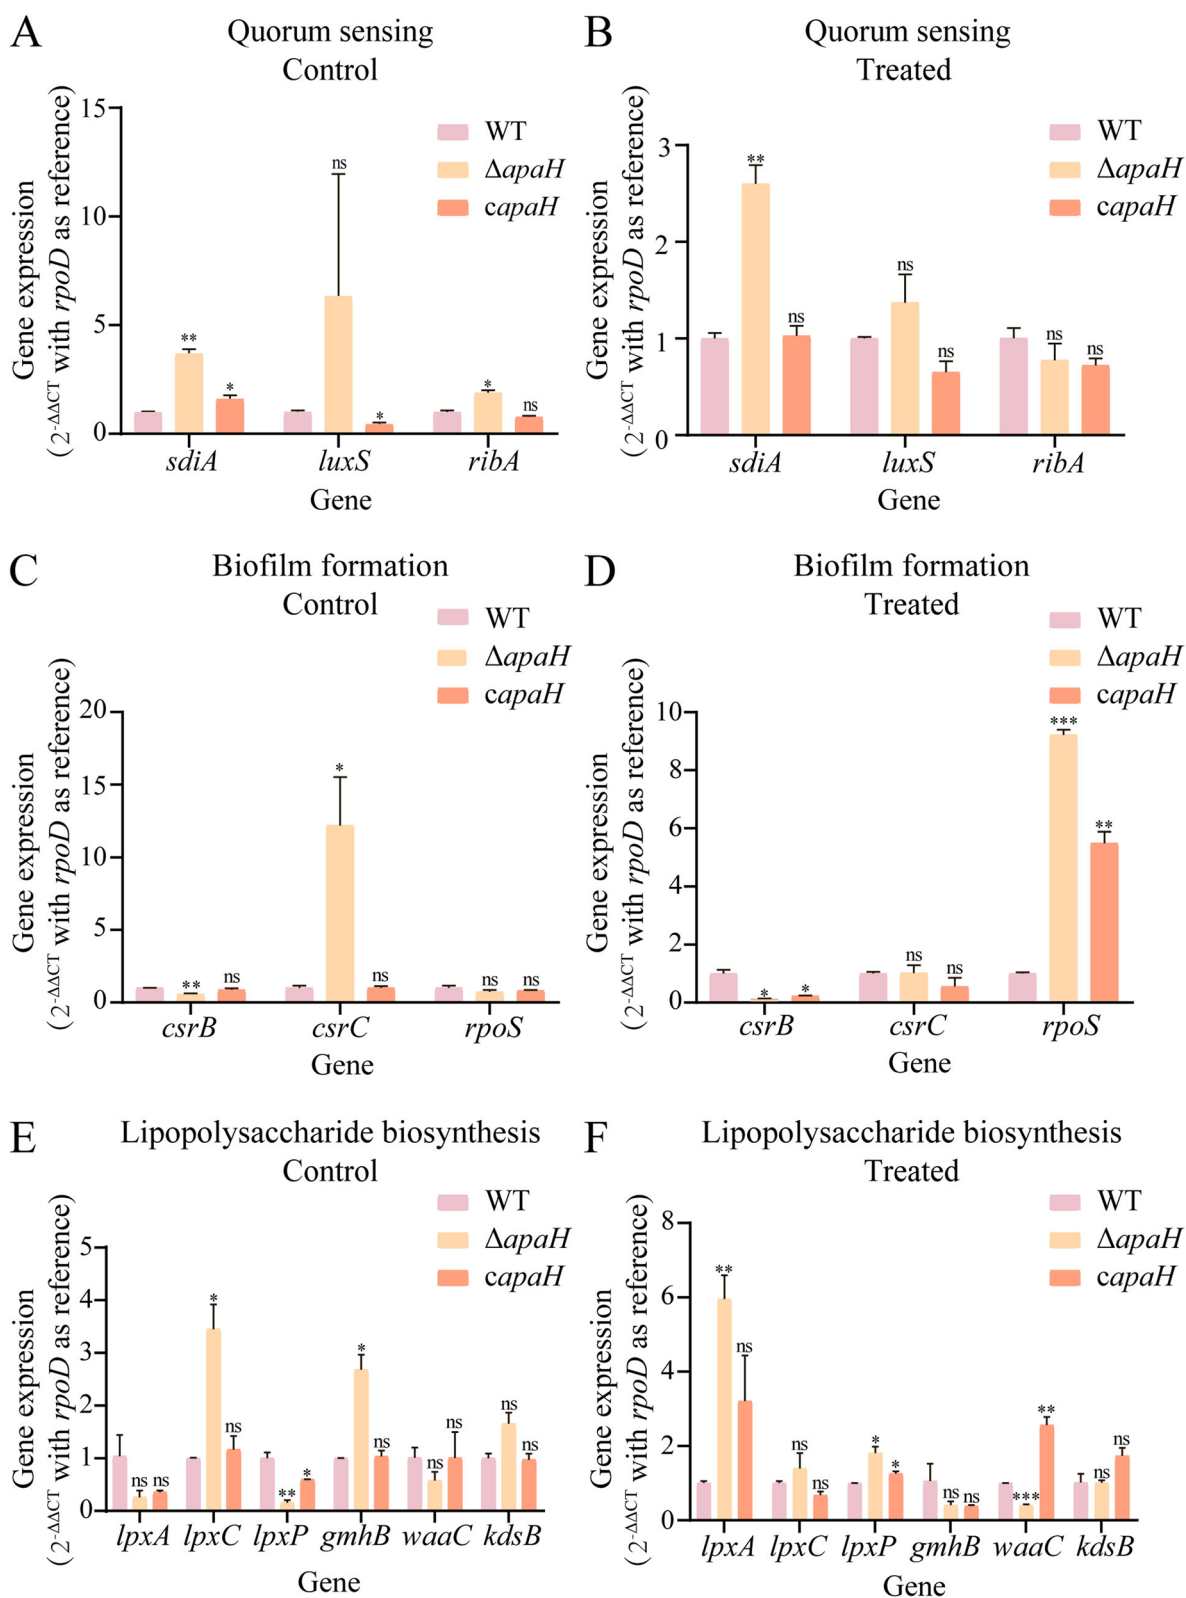 A
Quorum sensing
Control
Gene expression
(2-ΔΔCT with rpoD as reference)
15
10
5
0
WT
ΔapaH
capaH
** * ns * * ns
sdiA luxS ribA
Gene
B
Quorum sensing
Treated
Gene expression
(2-ΔΔCT with rpoD as reference)
3
2
1
0
WT
ΔapaH
capaH
** ns ns ns ns ns
sdiA luxS ribA
Gene
C
Biofilm formation
Control
Gene expression
(2-ΔΔCT with rpoD as reference)
20
15
10
5
0
WT
ΔapaH
capaH
** ns * ns ns ns
csrB csrC rpoS
Gene
D
Biofilm formation
Treated
Gene expression
(2-ΔΔCT with rpoD as reference)
10
8
6
4
2
0
WT
ΔapaH
capaH
* * ns ns *** **
csrB csrC rpoS
Gene
E
Lipopolysaccharide biosynthesis
Control
Gene expression
(2-ΔΔCT with rpoD as reference)
5
4
3
2
1
0
WT
ΔapaH
capaH
ns ns * ns ** * * ns ns ns ns ns
lpxA lpxC lpxP gmhB waaC kdsB
Gene
F
Lipopolysaccharide biosynthesis
Treated
Gene expression
(2-ΔΔCT with rpoD as reference)
8
6
4
2
0
WT
ΔapaH
capaH
** ns ns ns * * ns ns *** ** ns ns
lpxA lpxC lpxP gmhB waaC kdsB
Gene